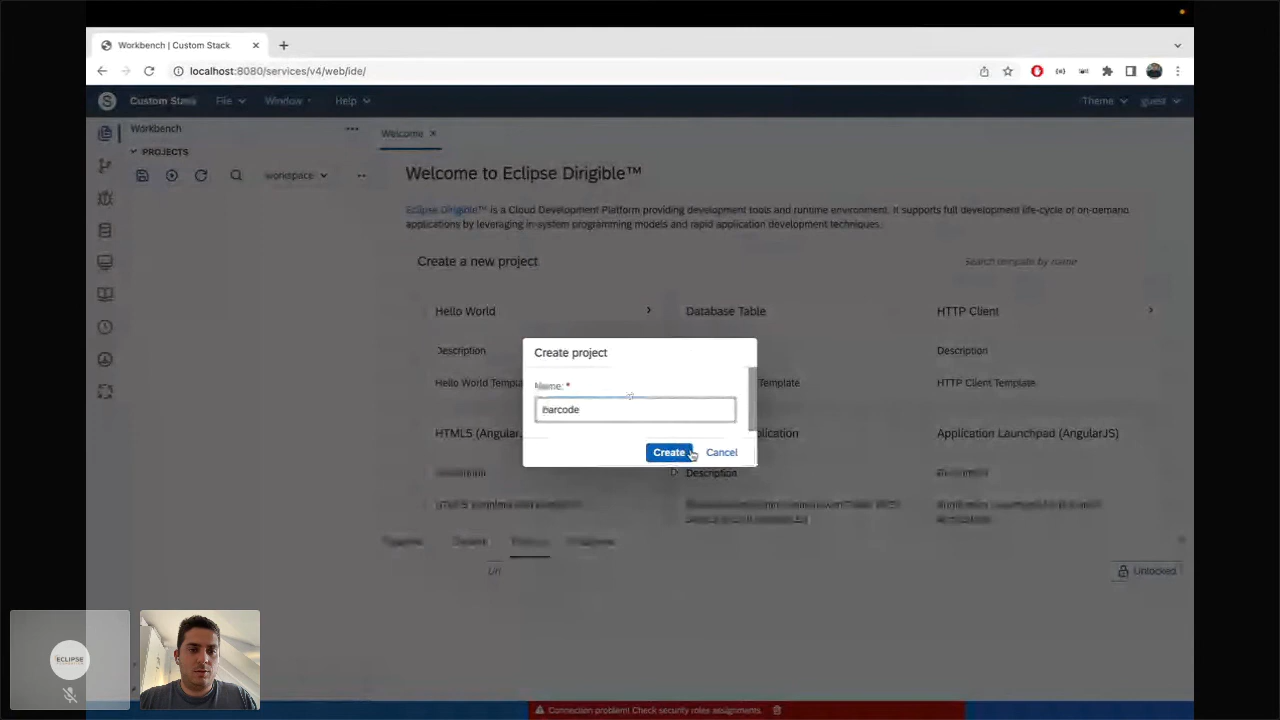 Workbench | Custom Stack
localhost:8080/services/v4/web/ide/
Custom Stack File Window Help Theme guest
Workbench
PROJECTS
workspace
Welcome
Welcome to Eclipse Dirigible™
Eclipse Dirigible™ is a Cloud Development Platform providing development tools and runtime environment. It supports full development life-cycle of on-demand
applications by leveraging in-system programming models and rapid application development techniques.
Create a new project
Search template by name
Hello World
Database Table
HTTP Client
Description
Description
Hello World
Template
HTTP Client Template
HTML5 (Angular
Application Launchpad (AngularJS)
Description
Create project
Name: *
Barcode
Create
Cancel
Url
Unlocked
ECLIPSE
Connection problem! Check security roles assignments.